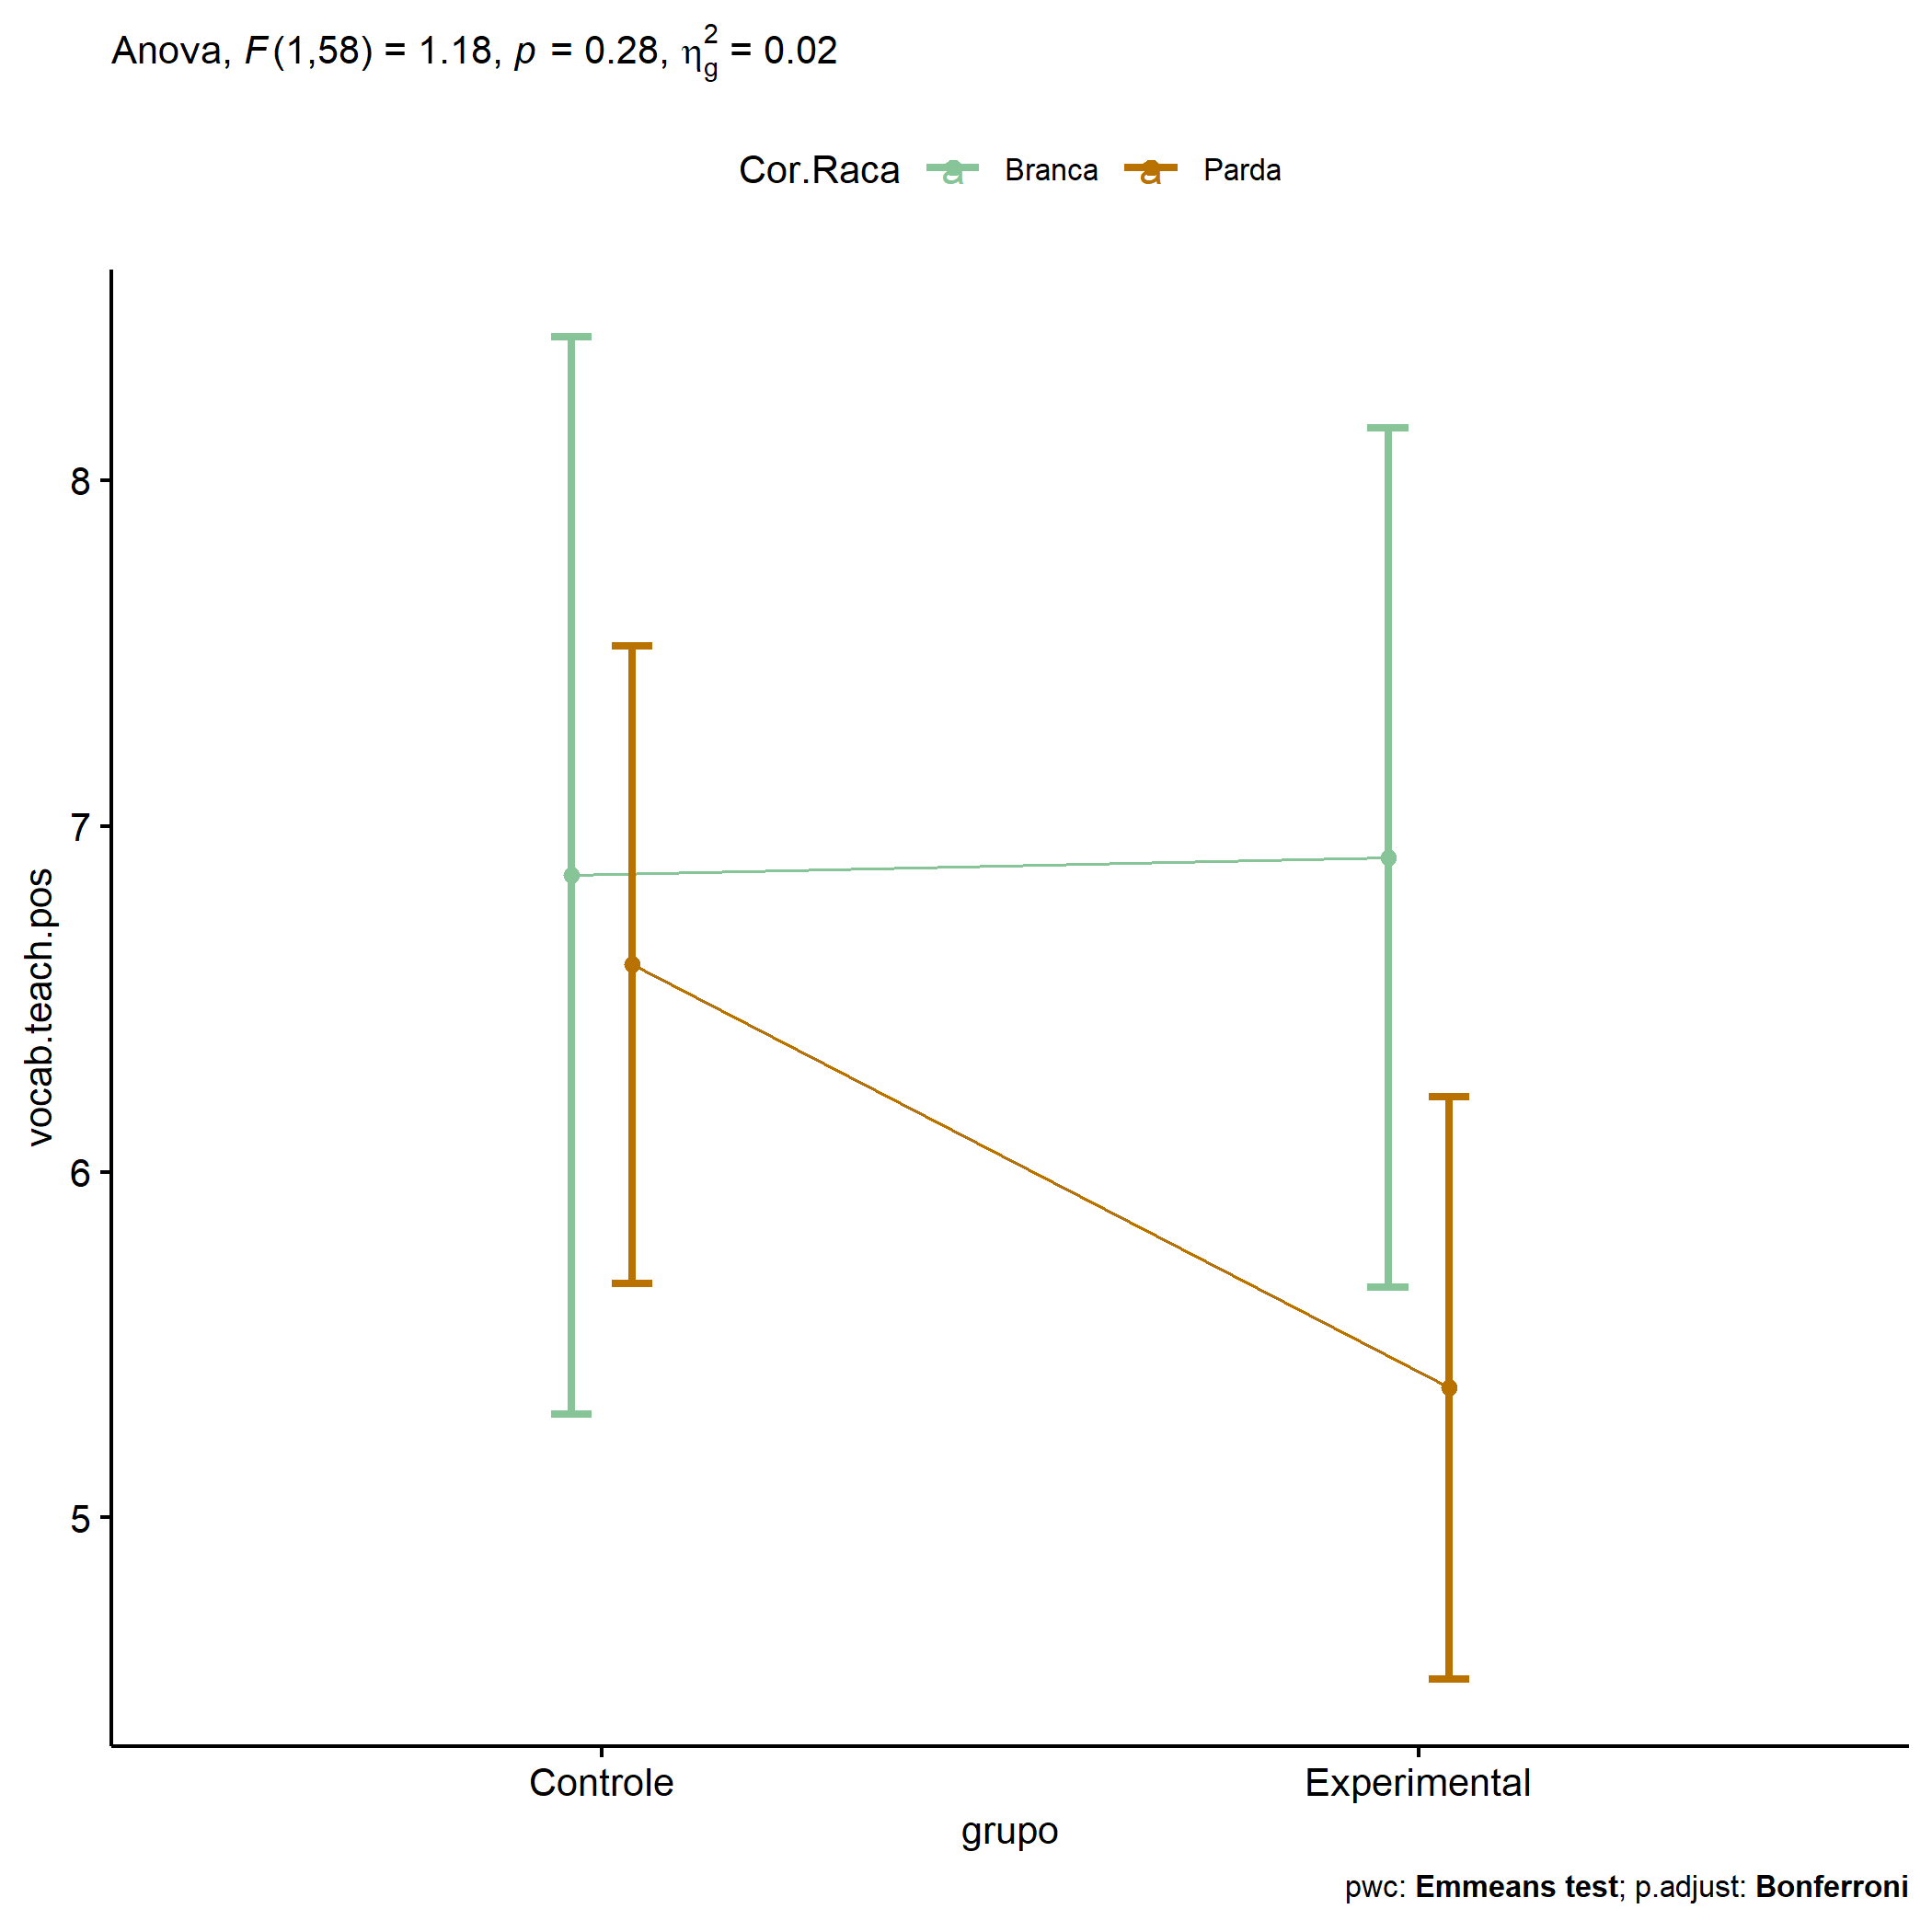 Anova, F(1,58) = 1.18, p = 0.28, η²g = 0.02
Cor.Raca a Branca a Parda
vocab.teach.pos
8
7
6
5
Controle Experimental
grupo
pwc: Emmeans test; p.adjust: Bonferroni